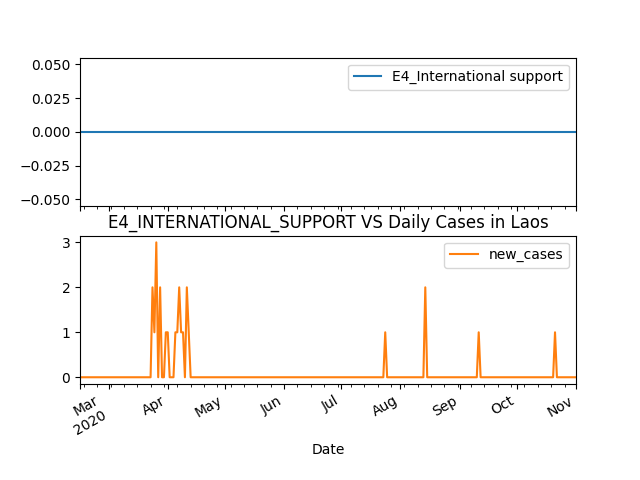 0.050
0.025
0.000
−0.025
−0.050
E4_International support
E4_INTERNATIONAL_SUPPORT VS Daily Cases in Laos
3
2
1
0
new_cases
Mar
2020
Apr
May
Jun
Jul
Aug
Sep
Oct
Nov
Date